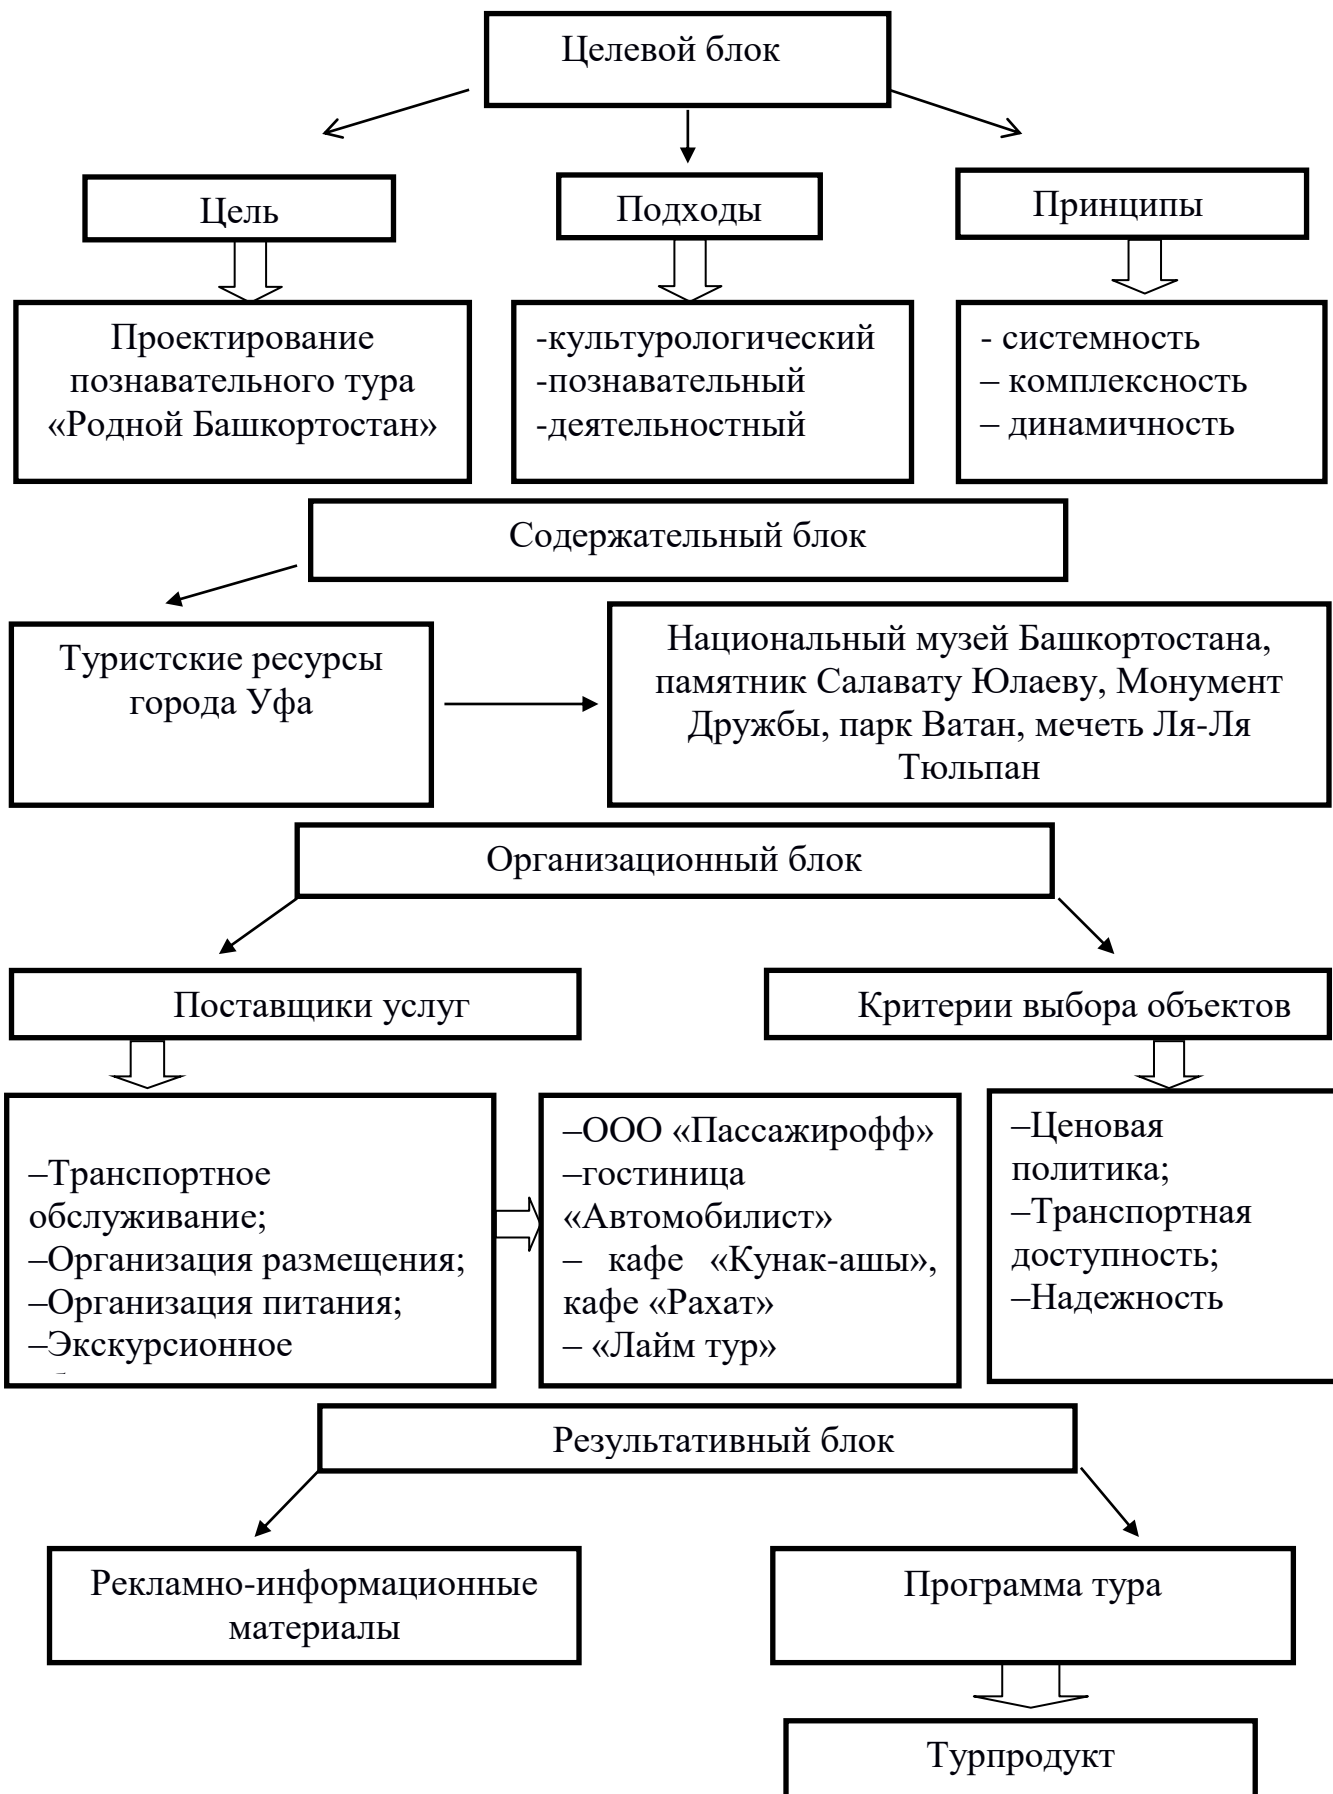 Целевой блок
Цель
Подходы
Принципы
Проектирование
познавательного тура
«Родной Башкортостан»
-культурологический
-познавательный
-деятельностный
- системность
– комплексность
– динамичность
Содержательный блок
Туристские ресурсы
города Уфа
Национальный музей Башкортостана,
памятник Салавату Юлаеву, Монумент
Дружбы, парк Ватан, мечеть Ля-Ля
Тюльпан
Организационный блок
Поставщики услуг
Критерии выбора объектов
–Транспортное
обслуживание;
–Организация размещения;
–Организация питания;
–Экскурсионное
–ООО «Пассажирофф»
–гостиница
«Автомобилист»
– кафе «Кунак-ашы»,
кафе «Рахат»
– «Лайм тур»
–Ценовая
политика;
–Транспортная
доступность;
–Надежность
Результативный блок
Рекламно-информационные
материалы
Программа тура
Турпродукт